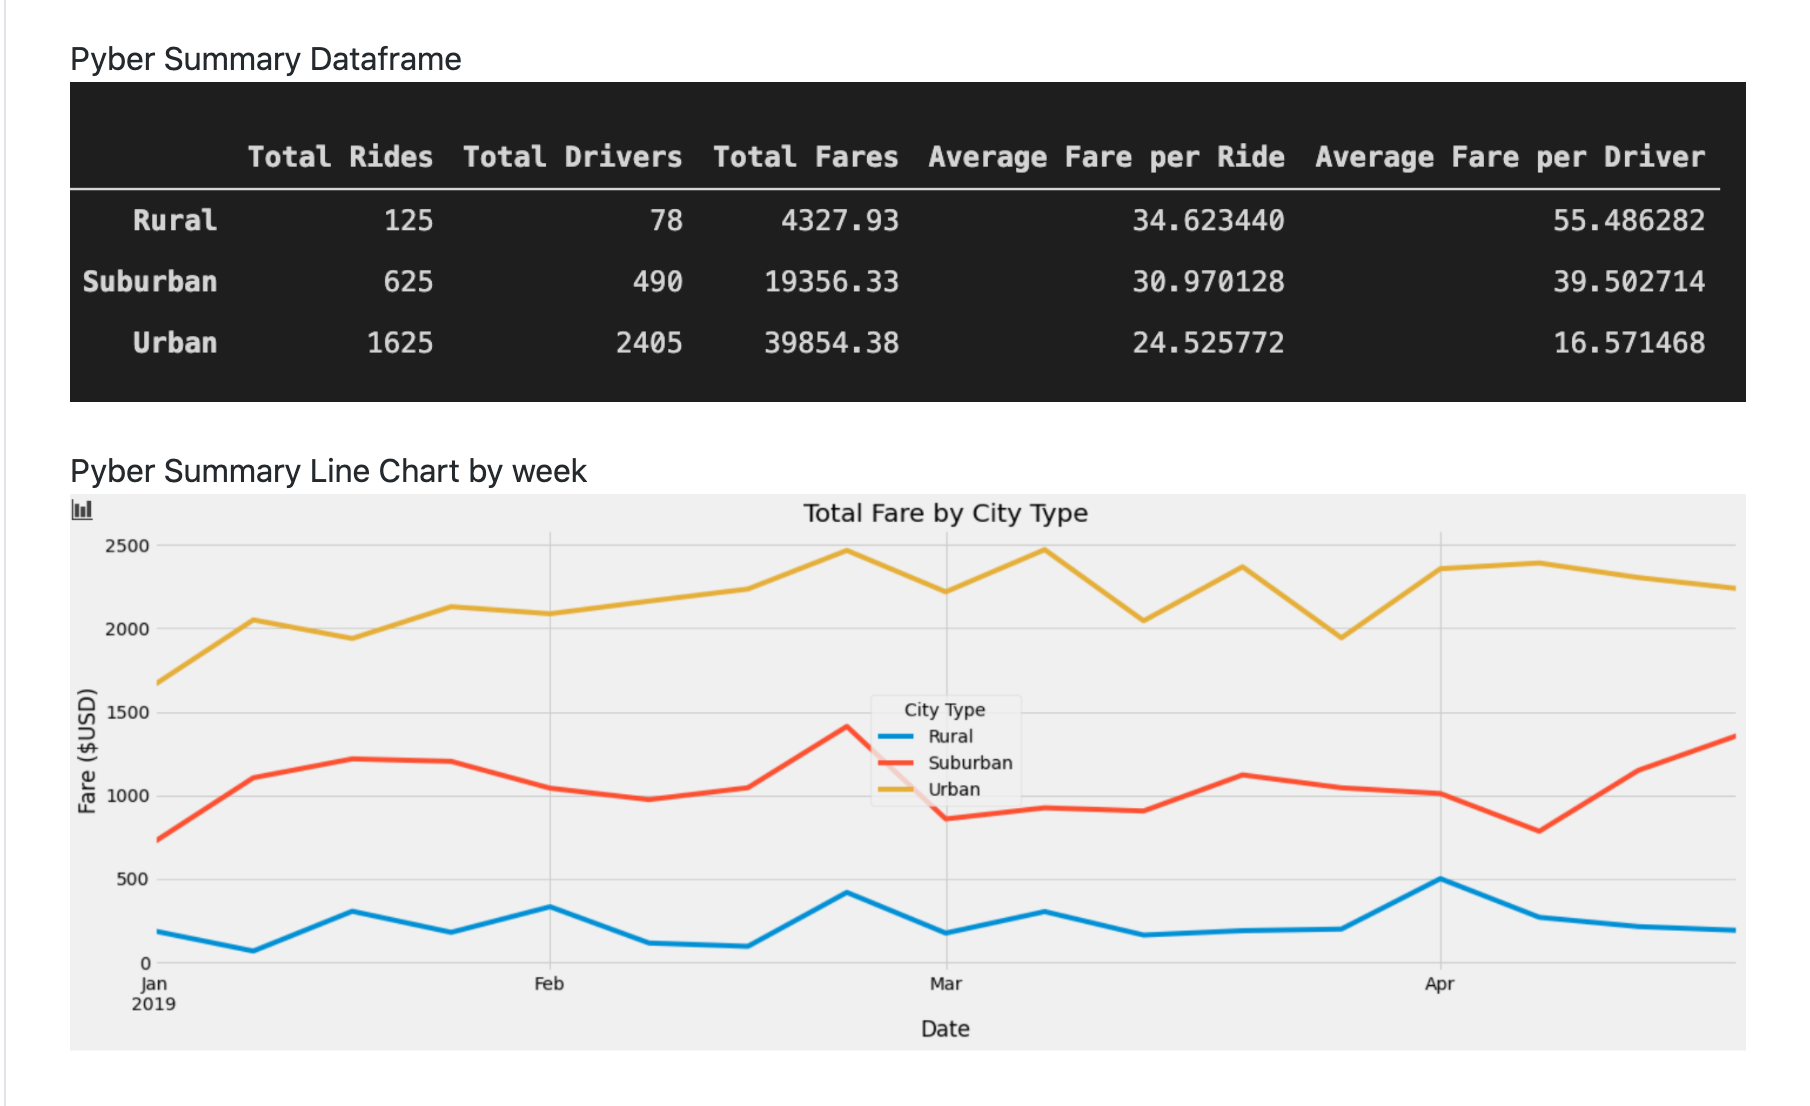 Pyber Summary Dataframe
Total Rides Total Drivers Total Fares Average Fare per Ride Average Fare per Driver
Rural 125 78 4327.93 34.623440 55.486282
Suburban 625 490 19356.33 30.970128 39.502714
Urban 1625 2405 39854.38 24.525772 16.571468
Pyber Summary Line Chart by week
Total Fare by City Type
2500
2000
1500
1000
500
0
Fare ($USD)
City Type
Rural
Suburban
Urban
Jan Feb Mar Apr
2019
Date